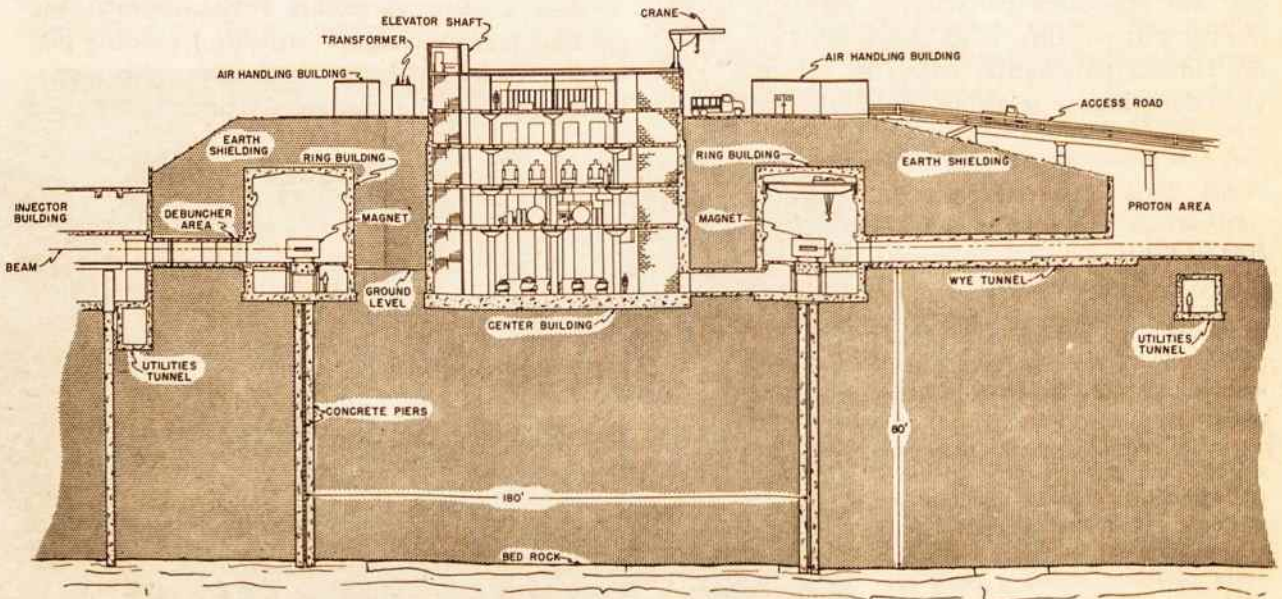 ELEVATOR SHAFT
CRANE
TRANSFORMER
AIR HANDLING BUILDING
AIR HANDLING BUILDING
ACCESS ROAD
EARTH
SHIELDING
RING BUILDING
RING BUILDING
EARTH SHIELDING
INJECTOR
BUILDING
DEBUNCHER
AREA
MAGNET
MAGNET
PROTON AREA
BEAM
GROUND
LEVEL
WYE TUNNEL
CENTER BUILDING
UTILITIES
TUNNEL
UTILITIES
TUNNEL
CONCRETE PIERS
80'
180'
BED ROCK